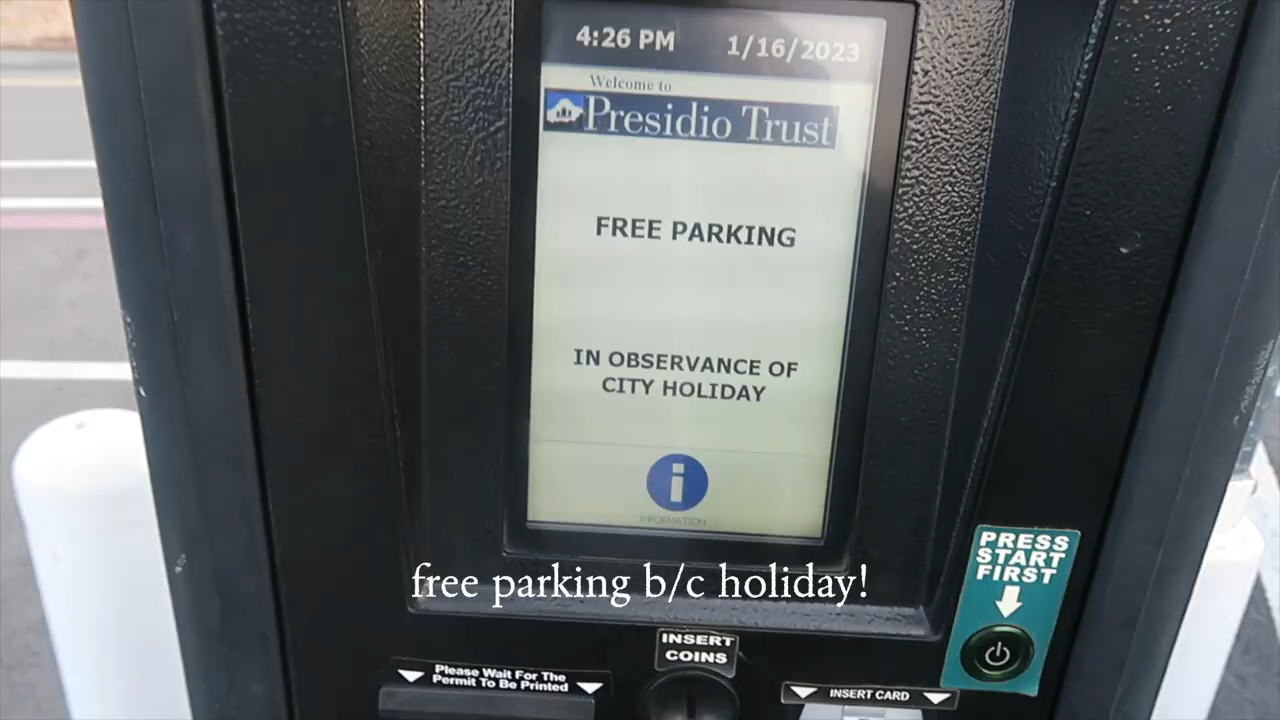 4:26 PM 1/16/2023
Welcome to
Presidio Trust
FREE PARKING
IN OBSERVANCE OF
CITY HOLIDAY
i
INFORMATION
free parking b/c holiday!
PRESS
START
FIRST
INSERT
COINS
Please Wait For The
Permit To Be Printed
INSERT CARD